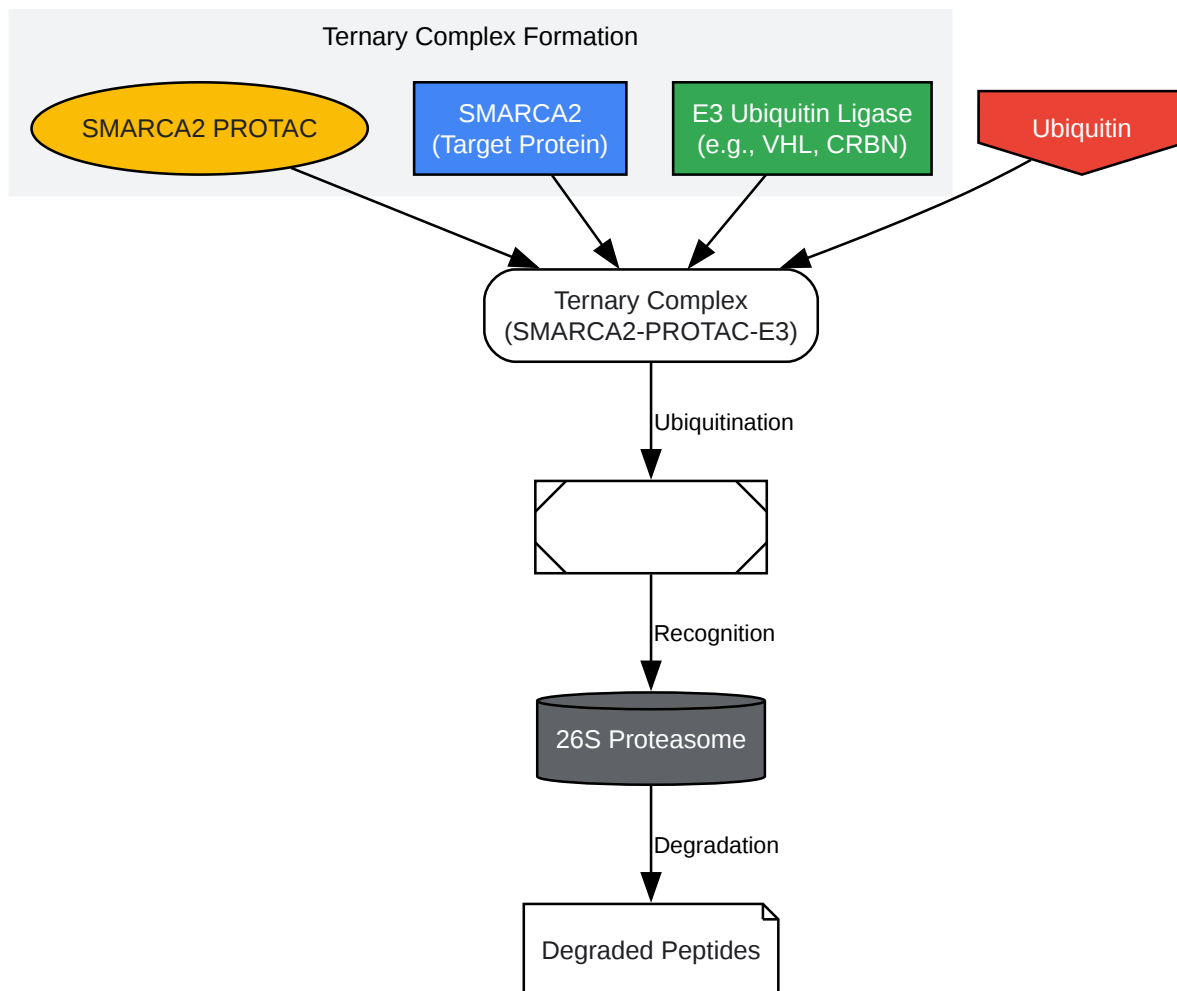 Ternary Complex Formation
SMARCA2 PROTAC
SMARCA2
(Target Protein)
E3 Ubiquitin Ligase
(e.g., VHL, CRBN)
Ubiquitin
Ternary Complex
(SMARCA2-PROTAC-E3)
Ubiquitination
Recognition
26S Proteasome
Degradation
Degraded Peptides